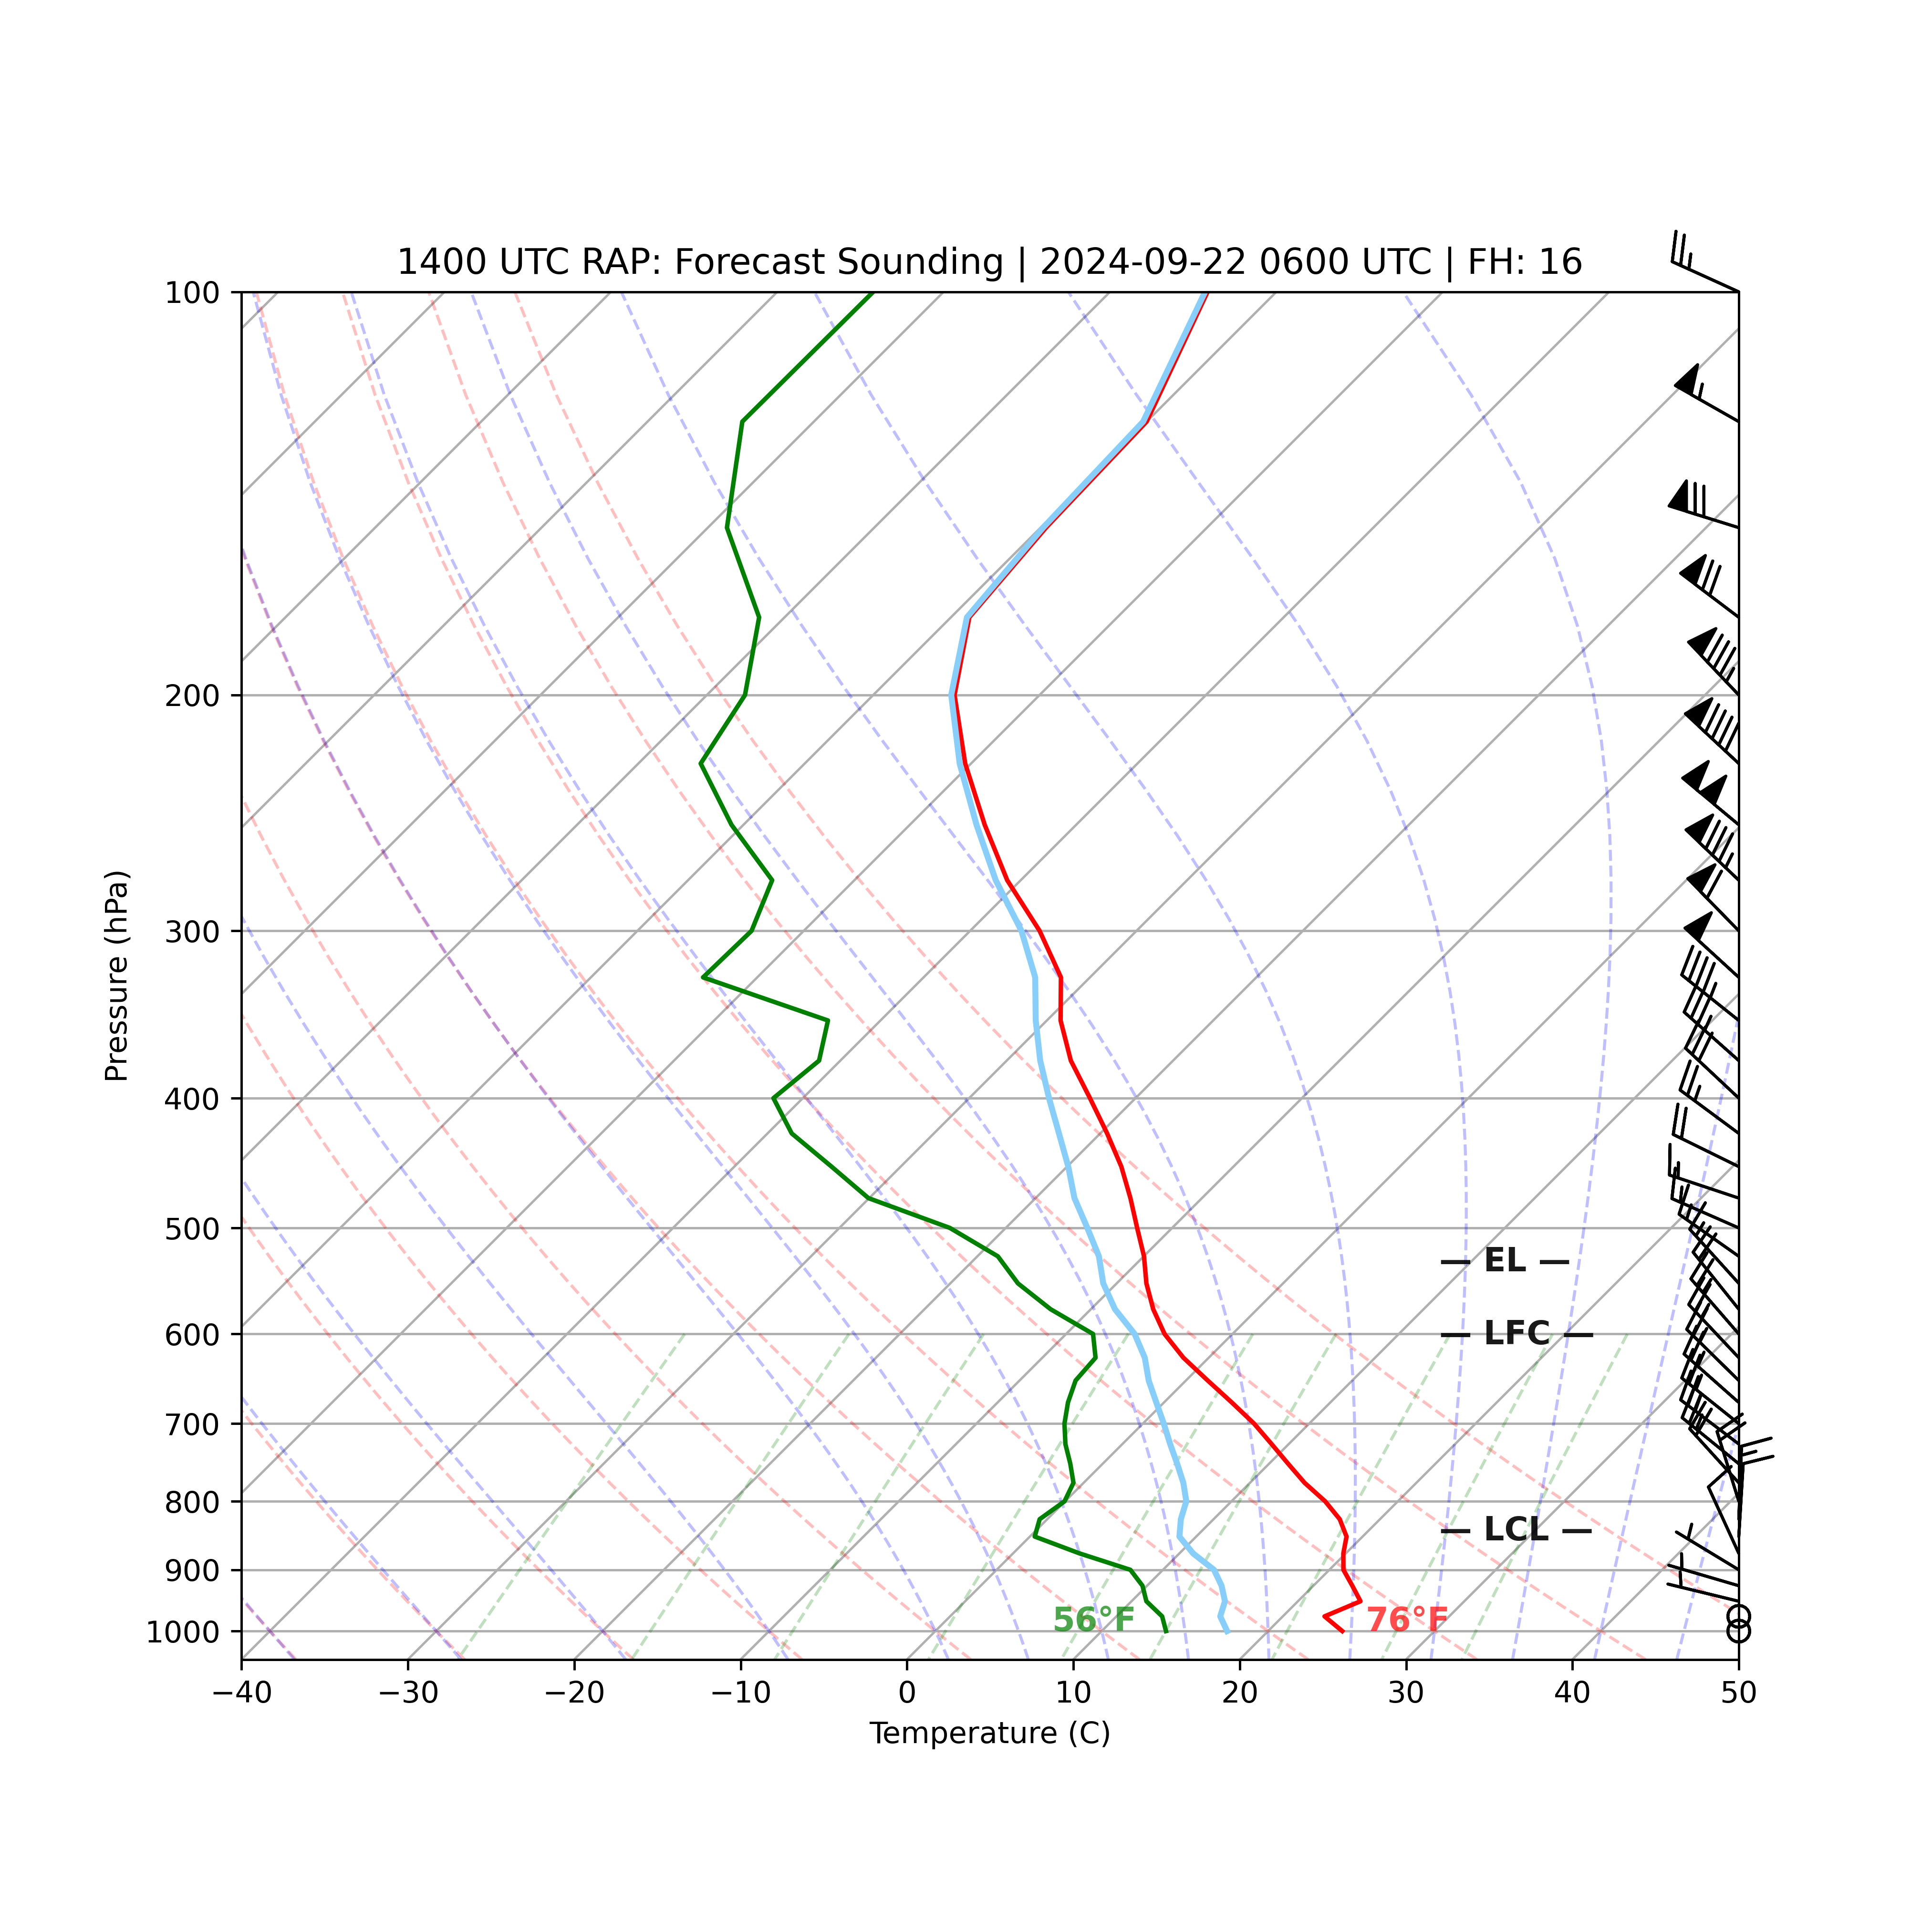 1400 UTC RAP: Forecast Sounding | 2024-09-22 0600 UTC | FH: 16
100
200
300
400
500
600
700
800
900
1000
Pressure (hPa)
— EL —
— LFC —
— LCL —
56°F
76°F
−40
−30
−20
−10
0
10
20
30
40
50
Temperature (C)